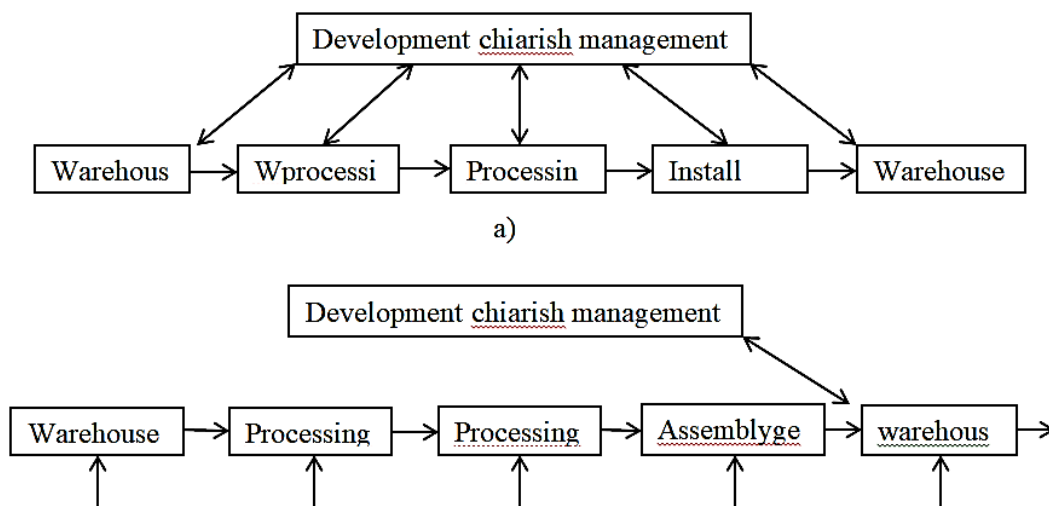 Development chiarish management
Warehous Wprocessi Processin Install Warehouse
a)
Development chiarish management
Warehouse Processing Processing Assemblyge warehous